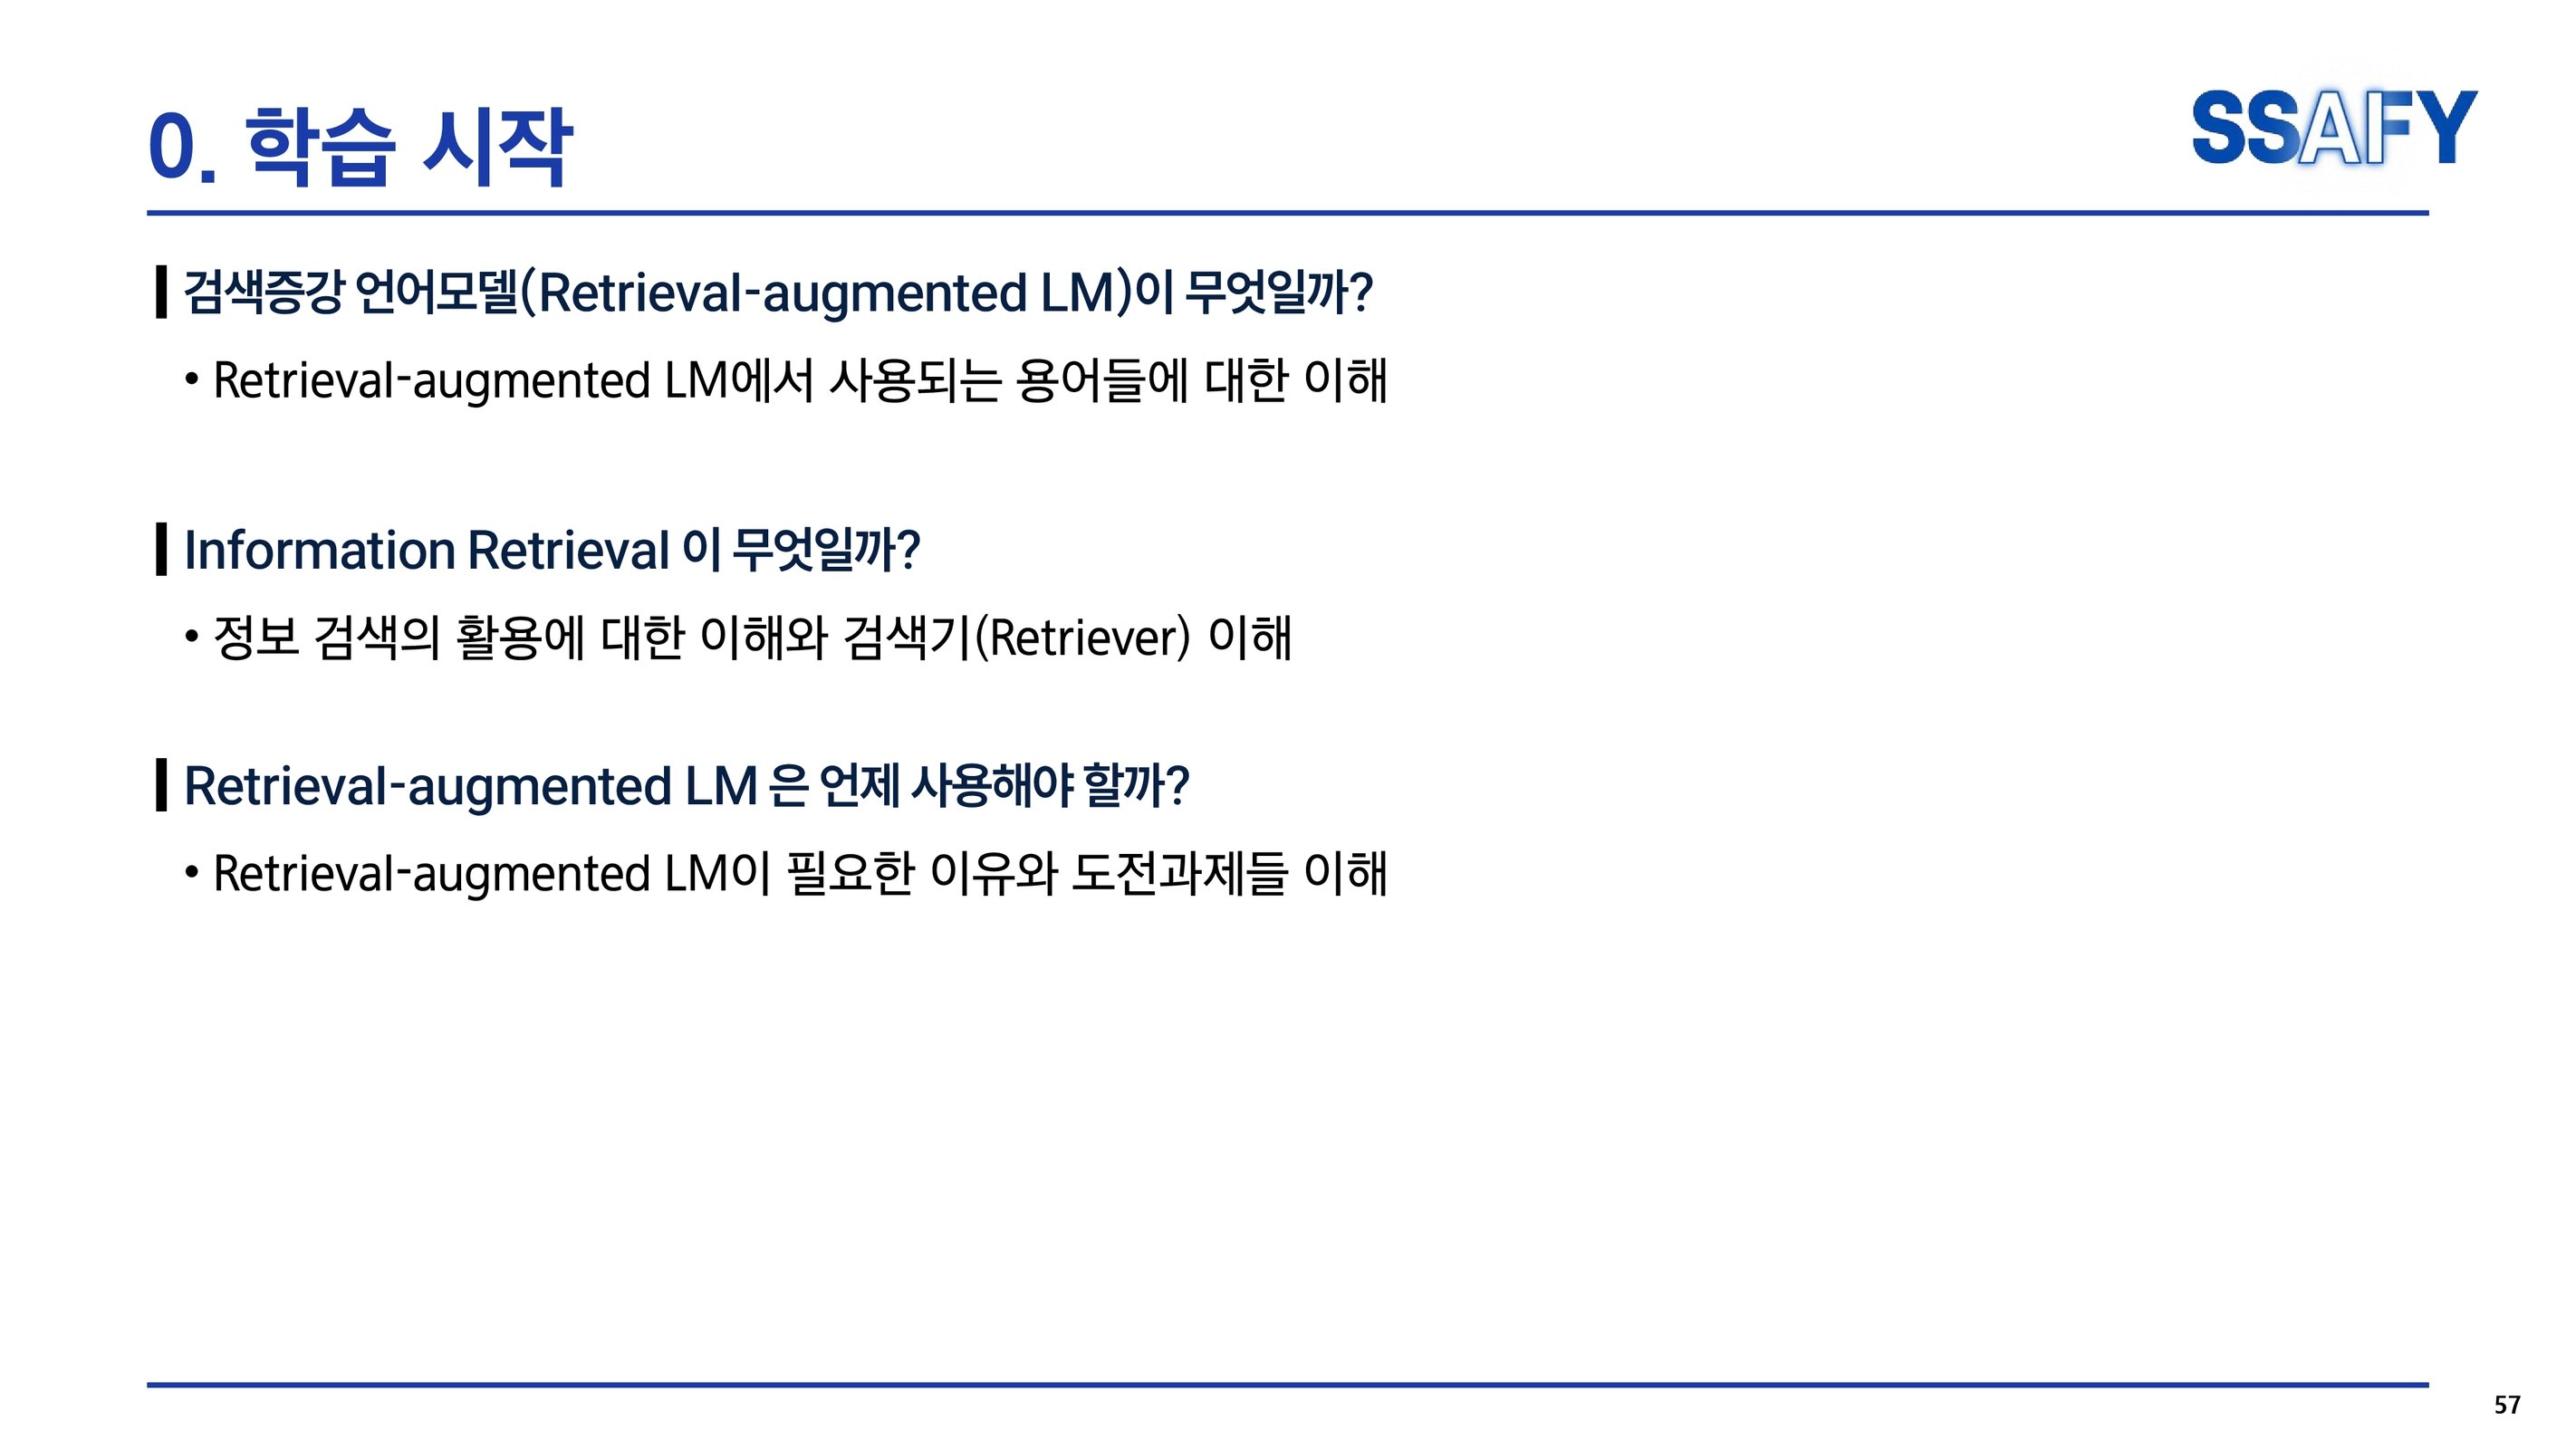 0. 학습 시작
SSAFY
검색증강 언어모델(Retrieval-augmented LM)이 무엇일까?
• Retrieval-augmented LM에서 사용되는 용어들에 대한 이해
Information Retrieval 이 무엇일까?
• 정보 검색의 활용에 대한 이해와 검색기(Retriever) 이해
Retrieval-augmented LM 은 언제 사용해야 할까?
• Retrieval-augmented LM이 필요한 이유와 도전과제들 이해
57